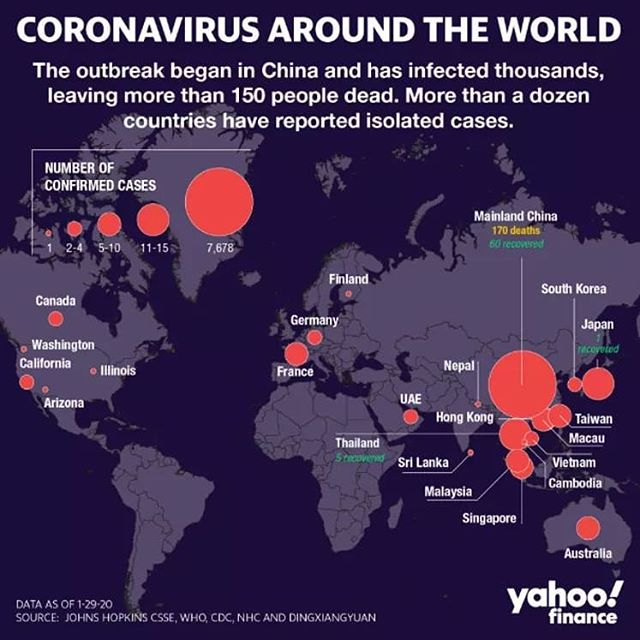 CORONAVIRUS AROUND THE WORLD
The outbreak began in China and has infected thousands,
leaving more than 150 people dead. More than a dozen
countries have reported isolated cases.
NUMBER OF
CONFIRMED CASES
1 2-4 5-10 11-15 7,678
Mainland China
170 deaths
60 recovered
Finland
South Korea
Canada
Germany
Japan
1
recovered
Washington
California
Illinois
France
Nepal
Arizona
UAE
Hong Kong
Taiwan
Macau
Thailand
5 recovered
Sri Lanka
Vietnam
Cambodia
Malaysia
Singapore
Australia
DATA AS OF 1-29-20
SOURCE: JOHNS HOPKINS CSSE, WHO, CDC, NHC AND DINGXIANGYUAN
yahoo!
finance